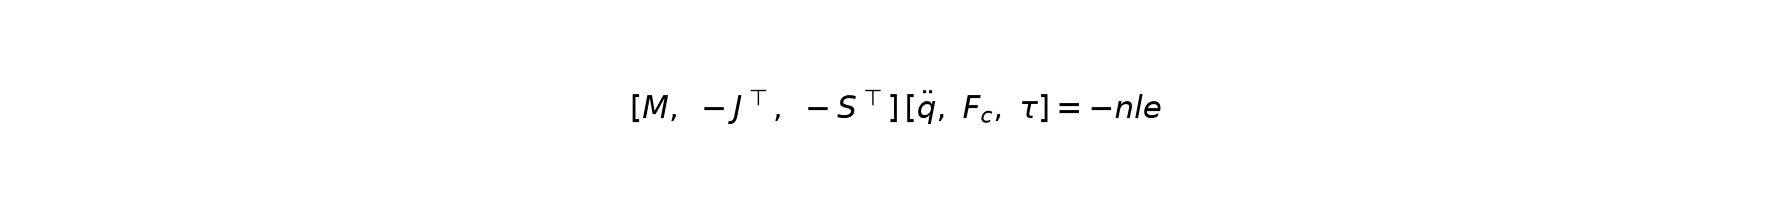 [M, −J⊤, −S⊤] [q̈, F_c, τ] = −nle